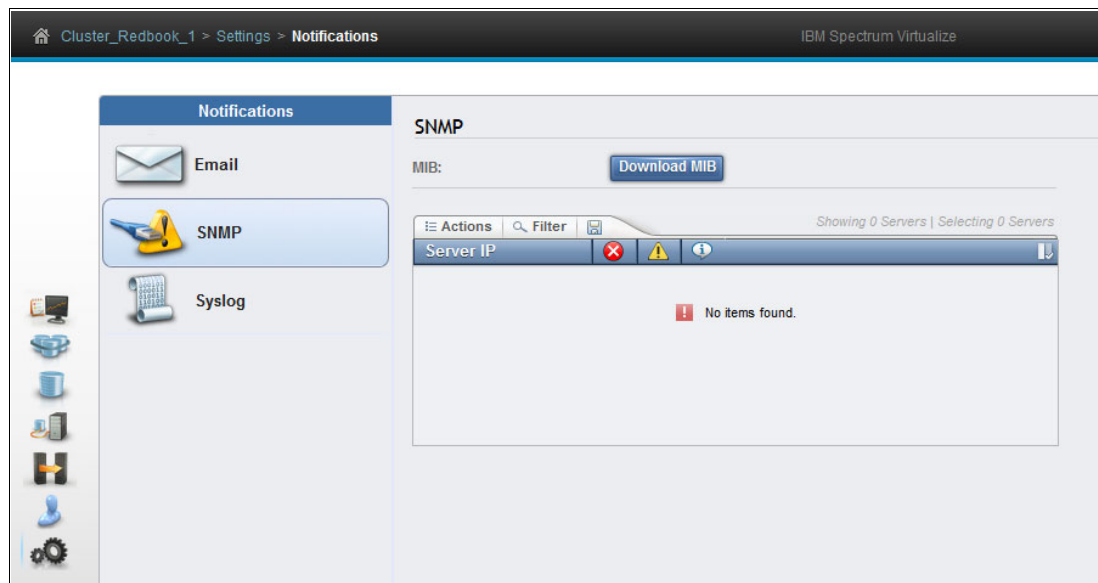 Cluster_Redbook_1 > Settings > Notifications
IBM Spectrum Virtualize
Notifications
Email
SNMP
Syslog
SNMP
MIB:
Download MIB
Actions
Filter
Showing 0 Servers | Selecting 0 Servers
Server IP
No items found.